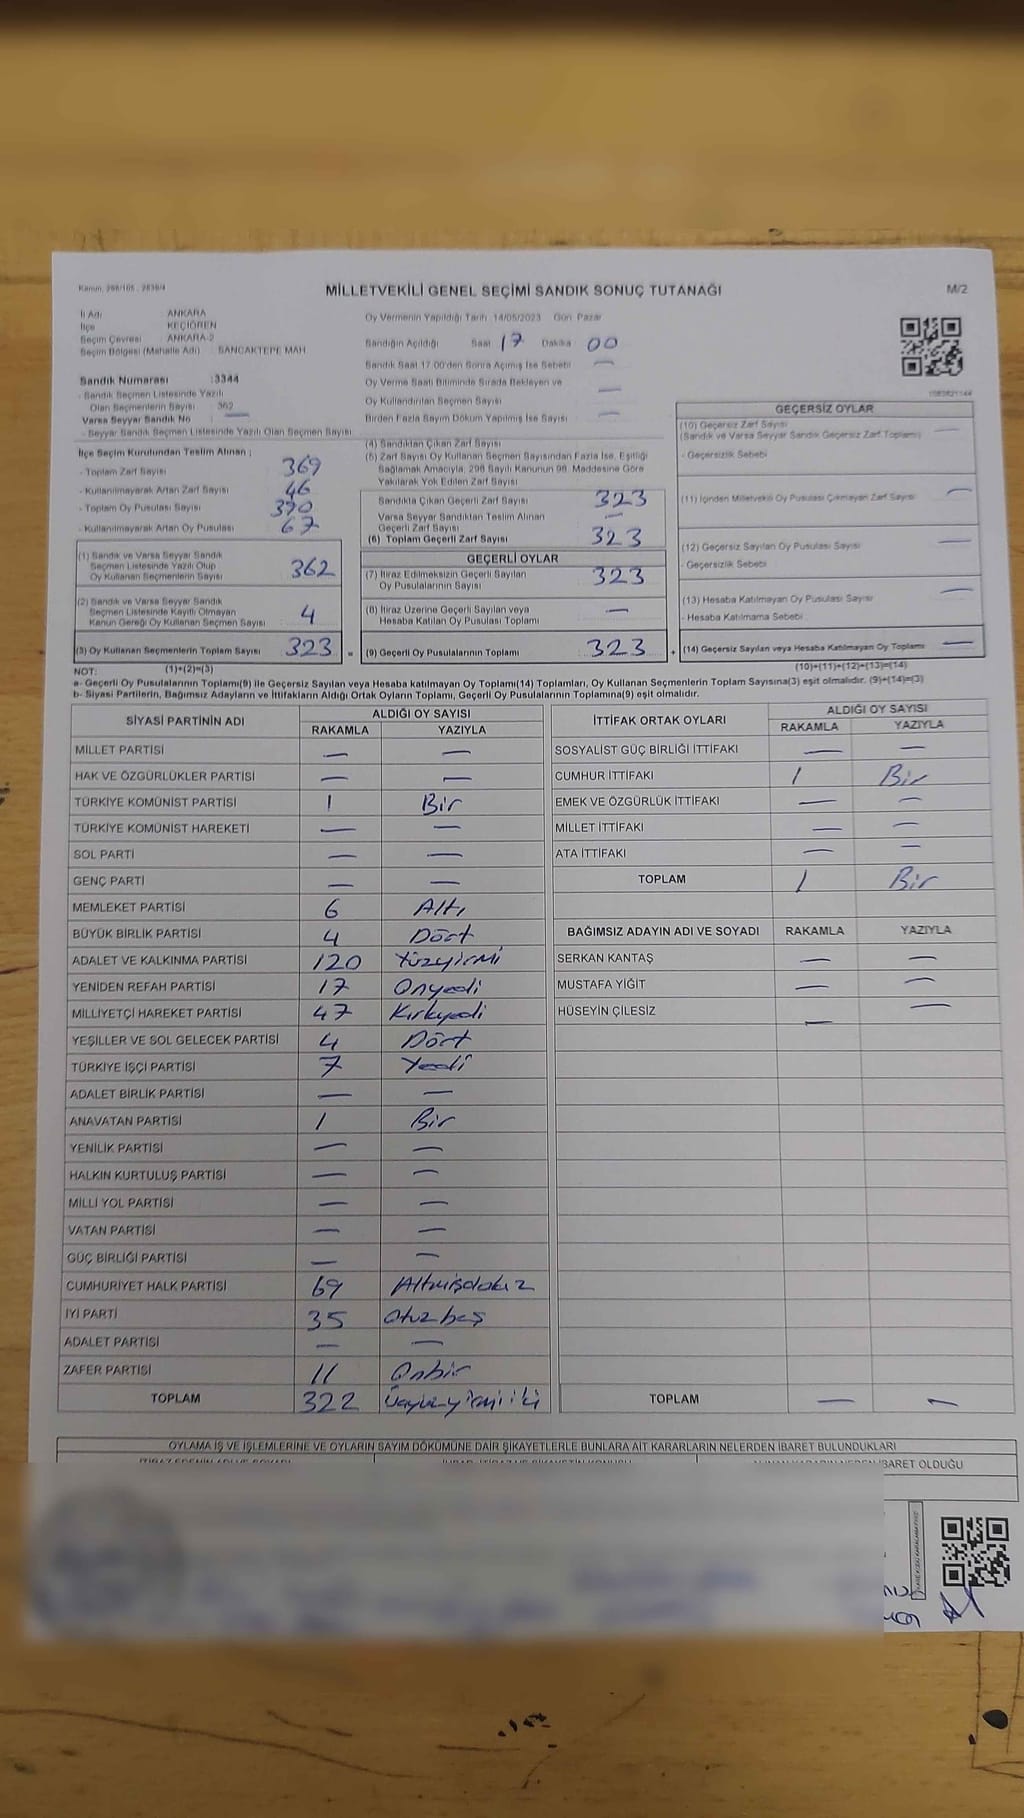 Kanun: 298/105 , 2839/4
MİLLETVEKİLİ GENEL SEÇİMİ SANDIK SONUÇ TUTANAĞI
M/2
İl Adı ANKARA
İlçe KEÇİÖREN
Seçim Çevresi ANKARA-2
Seçim Bölgesi (Mahalle Adı) SANCAKTEPE MAH.
Oy Vermenin Yapıldığı Tarih: 14/05/2023 Gün: Pazar
Sandığın Açıldığı Saat 17 Dakika 00
Sandık Saat 17.00'den Sonra Açımış İse Sebebi —
Oy Verme Saati Bitiminde Sırada Bekleyen ve
Oy Kullandırılan Seçmen Sayısı —
Birden Fazla Sayım Döküm Yapılmış İse Sayısı —
Sandık Numarası :3344
- Sandık Seçmen Listesinde Yazılı
Olan Seçmenlerin Sayısı 362
Varsa Seyyar Sandık No : —
- Seyyar Sandık Seçmen Listesinde Yazılı Olan Seçmen Sayısı:
İlçe Seçim Kurulundan Teslim Alınan ;
- Toplam Zarf Sayısı 369
- Kullanılmayarak Artan Zarf Sayısı 46
- Toplam Oy Pusulası Sayısı 390
- Kullanılmayarak Artan Oy Pusulası 67
(1) Sandık ve Varsa Seyyar Sandık
Seçmen Listesinde Yazılı Olup
Oy Kullanan Seçmenlerin Sayısı 362
(2) Sandık ve Varsa Seyyar Sandık
Seçmen Listesinde Kayıtlı Olmayan
Kanun Gereği Oy Kullanan Seçmen Sayısı 4
(3) Oy Kullanan Seçmenlerin Toplam Sayısı 323 =
(4) Sandıktan Çıkan Zarf Sayısı
(5) Zarf Sayısı Oy Kullanan Seçmen Sayısından Fazla İse, Eşitliği
Sağlamak Amacıyla, 298 Sayılı Kanunun 98. Maddesine Göre
Yakılarak Yok Edilen Zarf Sayısı
Sandıkta Çıkan Geçerli Zarf Sayısı 323
Varsa Seyyar Sandıktan Teslim Alınan
Geçerli Zarf Sayısı —
(6) Toplam Geçerli Zarf Sayısı 323
GEÇERLİ OYLAR
(7) İtiraz Edilmeksizin Geçerli Sayılan
Oy Pusulalarının Sayısı 323
(8) İtiraz Üzerine Geçerli Sayılan veya
Hesaba Katılan Oy Pusulası Toplamı —
(9) Geçerli Oy Pusulalarının Toplamı 323 +
GEÇERSİZ OYLAR
(10) Geçersiz Zarf Sayısı —
(Sandık ve Varsa Seyyar Sandık Geçersiz Zarf Toplamı)
- Geçersizlik Sebebi
(11) İçinden Milletvekili Oy Pusulası Çıkmayan Zarf Sayısı —
(12) Geçersiz Sayılan Oy Pusulası Sayısı —
- Geçersizlik Sebebi
(13) Hesaba Katılmayan Oy Pusulası Sayısı —
- Hesaba Katılmama Sebebi
(14) Geçersiz Sayılan veya Hesaba Katılmayan Oy Toplamı —
NOT: (1)+(2)=(3) (10)+(11)+(12)+(13)=(14)
a- Geçerli Oy Pusulalarının Toplamı(9) ile Geçersiz Sayılan veya Hesaba katılmayan Oy Toplamı(14) Toplamları, Oy Kullanan Seçmenlerin Toplam Sayısına(3) eşit olmalıdır. (9)+(14)=(3)
b- Siyasi Partilerin, Bağımsız Adayların ve İttifakların Aldığı Ortak Oyların Toplamı, Geçerli Oy Pusulalarının Toplamına(9) eşit olmalıdır.
SİYASİ PARTİNİN ADI ALDIĞI OY SAYISI
RAKAMLA YAZIYLA
MİLLET PARTİSİ — —
HAK VE ÖZGÜRLÜKLER PARTİSİ — —
TÜRKİYE KOMÜNİST PARTİSİ 1 Bir
TÜRKİYE KOMÜNİST HAREKETİ — —
SOL PARTİ — —
GENÇ PARTİ — —
MEMLEKET PARTİSİ 6 Altı
BÜYÜK BİRLİK PARTİSİ 4 Dört
ADALET VE KALKINMA PARTİSİ 120 Yüzyirmi
YENİDEN REFAH PARTİSİ 17 Onyedi
MİLLİYETÇİ HAREKET PARTİSİ 47 Kırkyedi
YEŞİLLER VE SOL GELECEK PARTİSİ 4 Dört
TÜRKİYE İŞÇİ PARTİSİ 7 Yedi
ADALET BİRLİK PARTİSİ — —
ANAVATAN PARTİSİ 1 Bir
YENİLİK PARTİSİ — —
HALKIN KURTULUŞ PARTİSİ — —
MİLLİ YOL PARTİSİ — —
VATAN PARTİSİ — —
GÜÇ BİRLİĞİ PARTİSİ — —
CUMHURİYET HALK PARTİSİ 69 Altmışdokuz
İYİ PARTİ 35 Otuzbeş
ADALET PARTİSİ — —
ZAFER PARTİSİ 11 Onbir
TOPLAM 322 Üçyüzyirmiiki
İTTİFAK ORTAK OYLARI ALDIĞI OY SAYISI
RAKAMLA YAZIYLA
SOSYALİST GÜÇ BİRLİĞİ İTTİFAKI — —
CUMHUR İTTİFAKI 1 Bir
EMEK VE ÖZGÜRLÜK İTTİFAKI — —
MİLLET İTTİFAKI — —
ATA İTTİFAKI — —
TOPLAM 1 Bir
BAĞIMSIZ ADAYIN ADI VE SOYADI RAKAMLA YAZIYLA
SERKAN KANTAŞ — —
MUSTAFA YİĞİT — —
HÜSEYİN ÇİLESİZ — —
TOPLAM — —
OYLAMA İŞ VE İŞLEMLERİNE VE OYLARIN SAYIM DÖKÜMÜNE DAİR ŞİKAYETLERLE BUNLARA AİT KARARLARIN NELERDEN İBARET BULUNDUKLARI
İBARET OLDUĞU